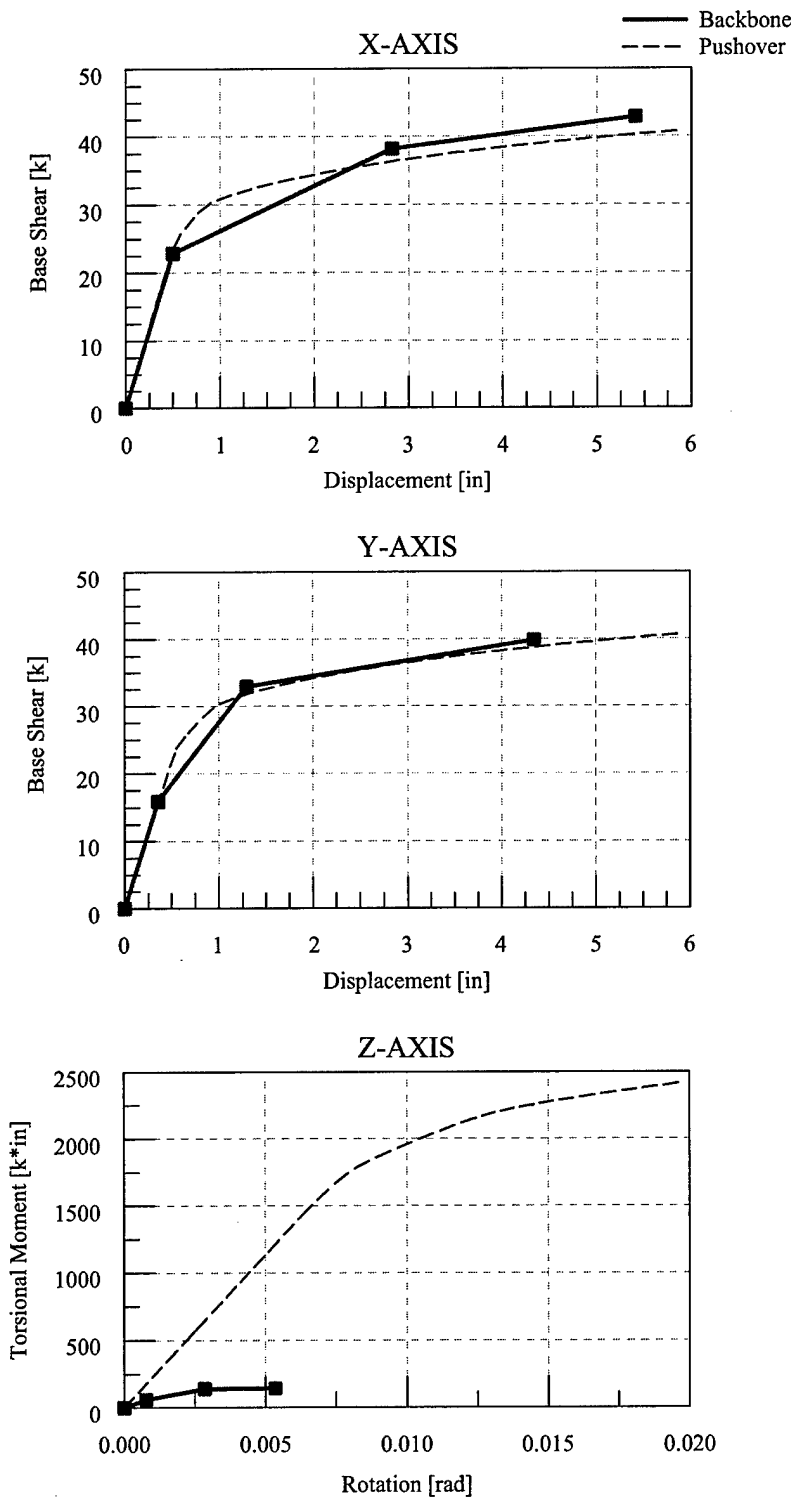 Backbone
Pushover
X-AXIS
50
40
30
20
10
0
Base Shear [k]
0 1 2 3 4 5 6
Displacement [in]
Y-AXIS
50
40
30
20
10
0
Base Shear [k]
0 1 2 3 4 5 6
Displacement [in]
Z-AXIS
2500
2000
1500
1000
500
0
Torsional Moment [k*in]
0.000 0.005 0.010 0.015 0.020
Rotation [rad]